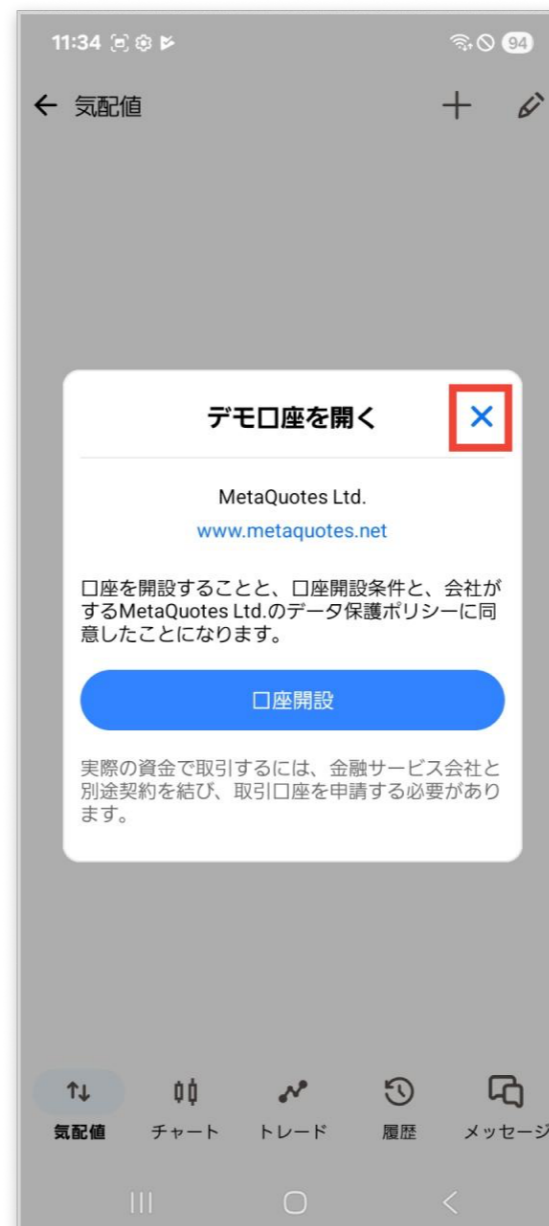 11:34
94
気配値
デモ口座を開く
MetaQuotes Ltd.
www.metaquotes.net
口座を開設することと、口座開設条件と、会社が
するMetaQuotes Ltd.のデータ保護ポリシーに同
意したことになります。
口座開設
実際の資金で取引するには、金融サービス会社と
別途契約を結び、取引口座を申請する必要があり
ます。
気配値 チャート トレード 履歴 メッセージ